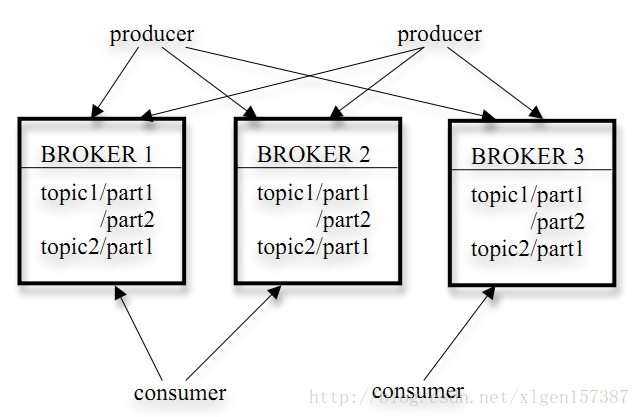 producer producer
BROKER 1 BROKER 2 BROKER 3
topic1/part1 topic1/part1 topic1/part1
/part2 /part2 /part2
topic2/part1 topic2/part1 topic2/part1
consumer consumer
http://blog.csdn.net/xlgen157387